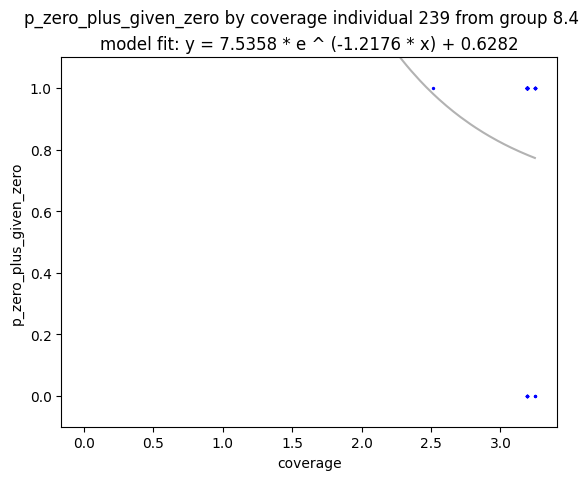 p_zero_plus_given_zero by coverage individual 239 from group 8.4
model fit: y = 7.5358 * e ^ (-1.2176 * x) + 0.6282
1.0
0.8
0.6
0.4
0.2
0.0
p_zero_plus_given_zero
0.0 0.5 1.0 1.5 2.0 2.5 3.0
coverage